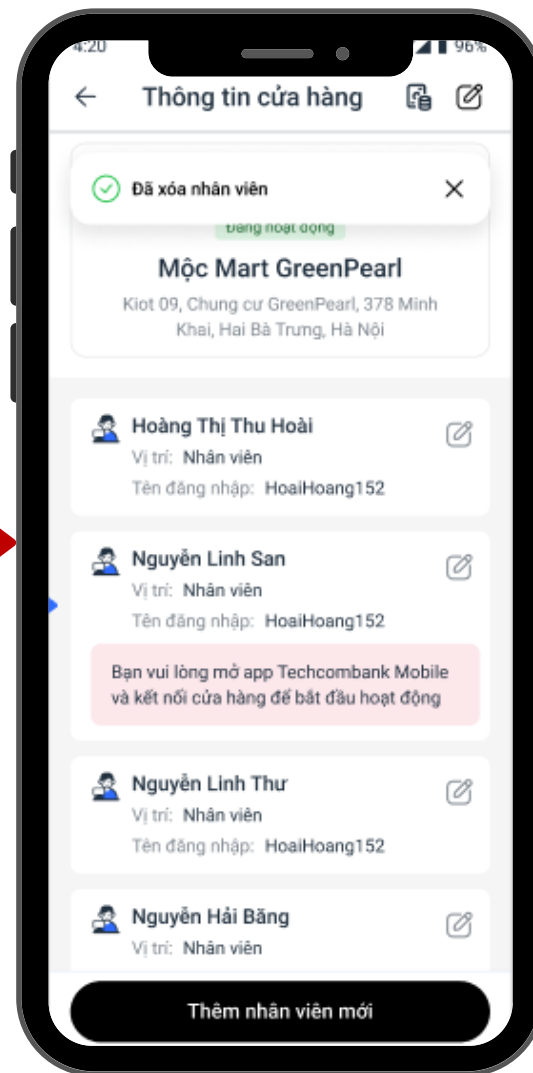 4:20
96%
Thông tin cửa hàng
Đã xóa nhân viên
Đang hoạt động
Mộc Mart GreenPearl
Kiot 09, Chung cư GreenPearl, 378 Minh
Khai, Hai Bà Trưng, Hà Nội
Hoàng Thị Thu Hoài
Vị trí: Nhân viên
Tên đăng nhập: HoaiHoang152
Nguyễn Linh San
Vị trí: Nhân viên
Tên đăng nhập: HoaiHoang152
Bạn vui lòng mở app Techcombank Mobile
và kết nối cửa hàng để bắt đầu hoạt động
Nguyễn Linh Thư
Vị trí: Nhân viên
Tên đăng nhập: HoaiHoang152
Nguyễn Hải Băng
Vị trí: Nhân viên
Thêm nhân viên mới